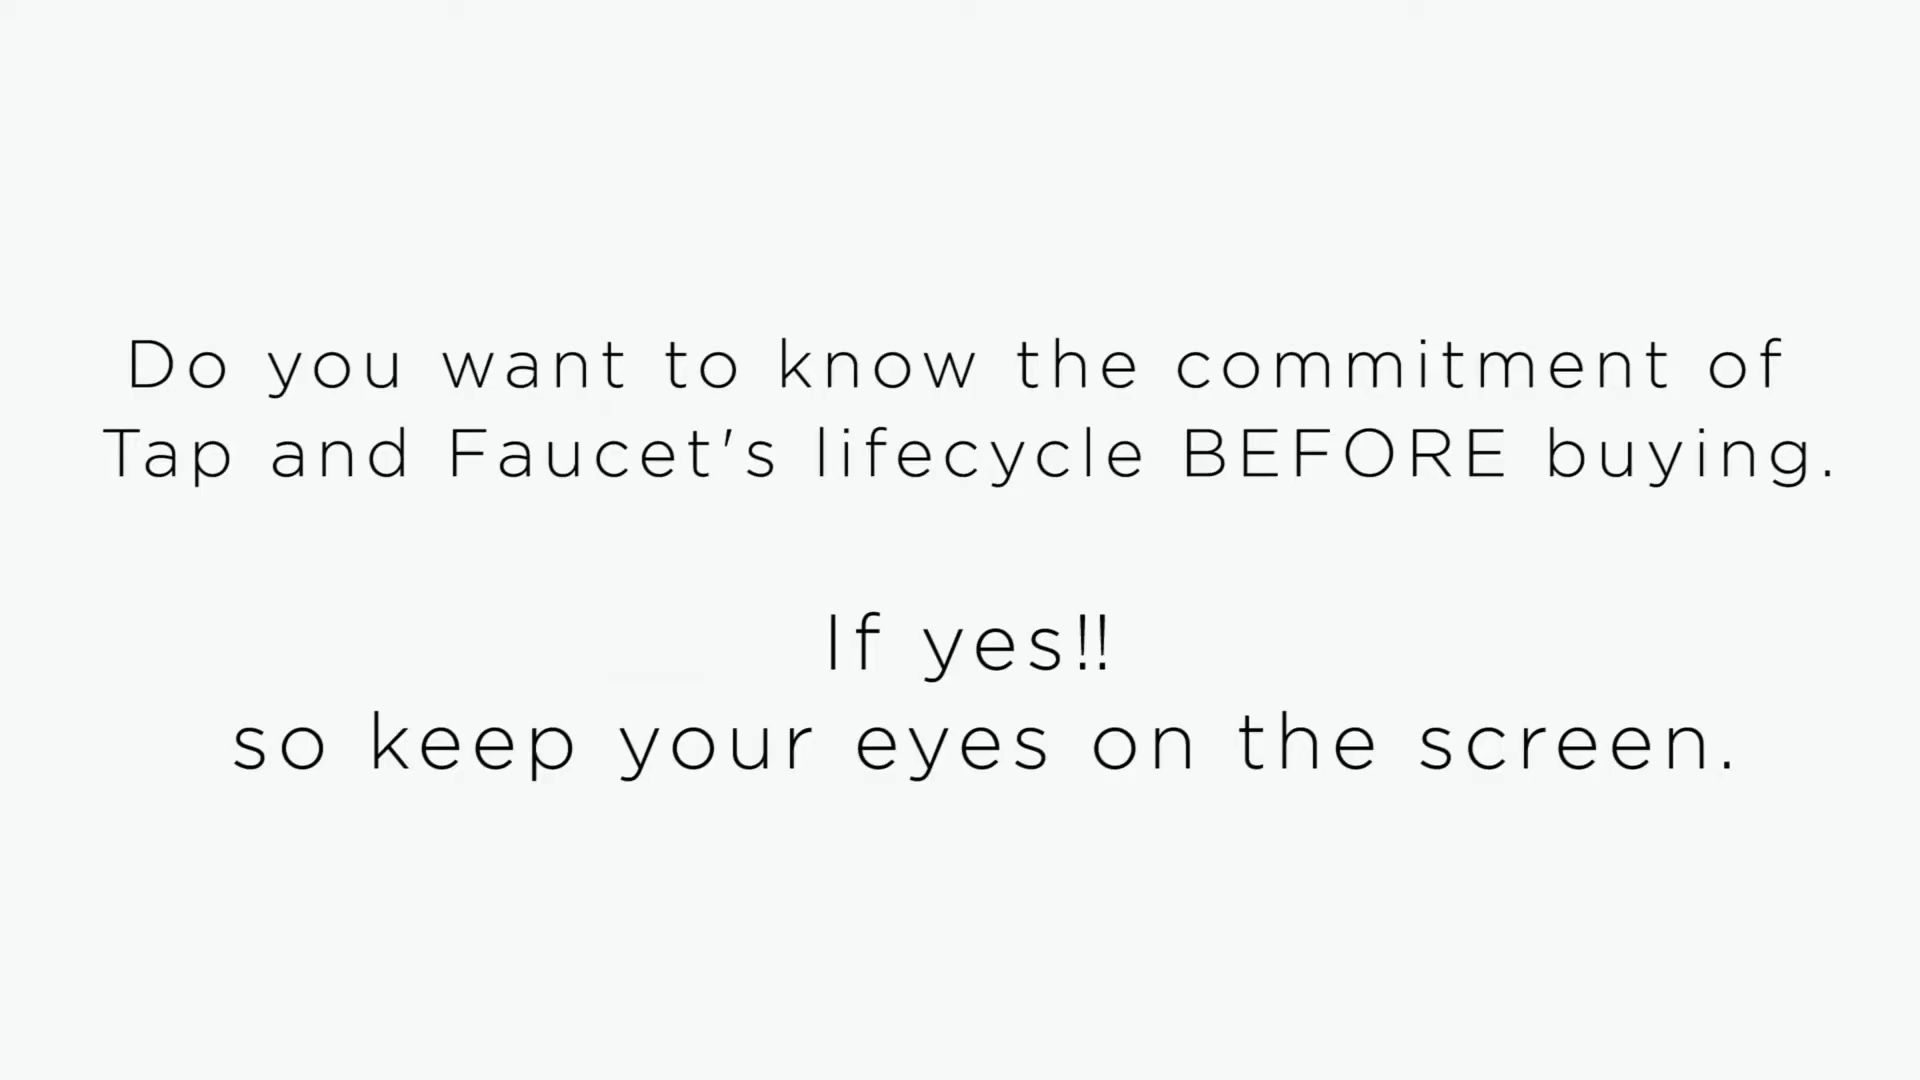 Do you want to know the commitment of
Tap and Faucet's lifecycle BEFORE buying.
If yes!!
so keep your eyes on the screen.